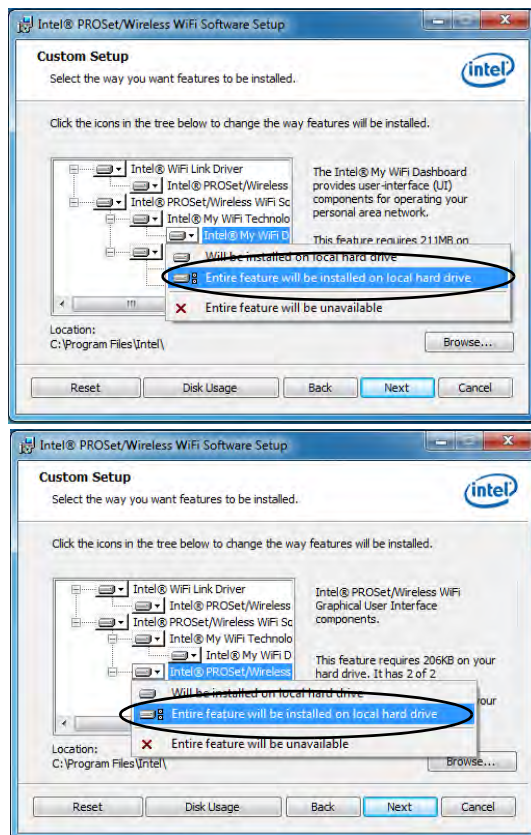 Intel® PROSet/Wireless WiFi Software Setup
Custom Setup
Select the way you want features to be installed.
intel
Click the icons in the tree below to change the way features will be installed.
Intel® WiFi Link Driver
Intel® PROSet/Wireless
Intel® PROSet/Wireless WiFi So
Intel® My WiFi Technolo
Intel® My WiFi D
The Intel® My WiFi Dashboard
provides user-interface (UI)
components for operating your
personal area network.
This feature requires 211MB on
Will be installed on local hard drive
Entire feature will be installed on local hard drive
Entire feature will be unavailable
Location:
C:\Program Files\Intel\
Browse...
Reset
Disk Usage
Back
Next
Cancel
Intel® PROSet/Wireless WiFi Software Setup
Custom Setup
Select the way you want features to be installed.
intel
Click the icons in the tree below to change the way features will be installed.
Intel® WiFi Link Driver
Intel® PROSet/Wireless
Intel® PROSet/Wireless WiFi So
Intel® My WiFi Technolo
Intel® My WiFi D
Intel® PROSet/Wireless
Intel® PROSet/Wireless WiFi
Graphical User Interface
components.
This feature requires 206KB on your
hard drive. It has 2 of 2
your
Will be installed on local hard drive
Entire feature will be installed on local hard drive
Entire feature will be unavailable
Location:
C:\Program Files\Intel\
Browse...
Reset
Disk Usage
Back
Next
Cancel